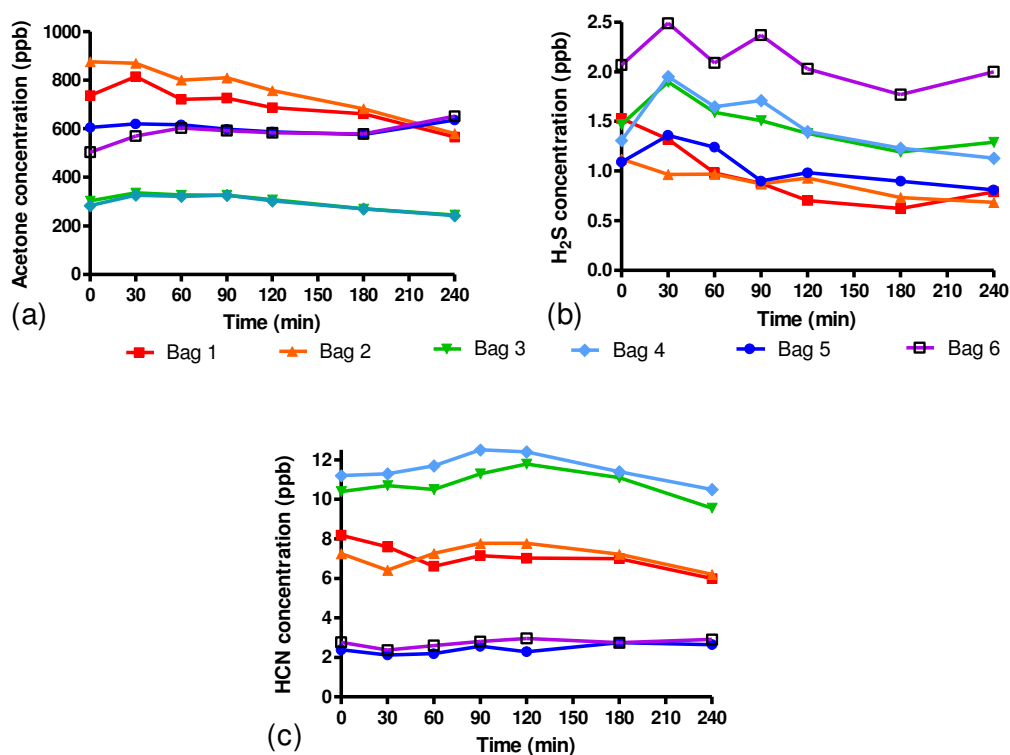 Acetone concentration (ppb)
1000
800
600
400
200
0
0 30 60 90 120 150 180 210 240
Time (min)
(a)
H2S concentration (ppb)
2.5
2.0
1.5
1.0
0.5
0.0
0 30 60 90 120 150 180 210 240
Time (min)
(b)
Bag 1 Bag 2 Bag 3 Bag 4 Bag 5 Bag 6
HCN concentration (ppb)
12
10
8
6
4
2
0
0 30 60 90 120 150 180 210 240
Time (min)
(c)